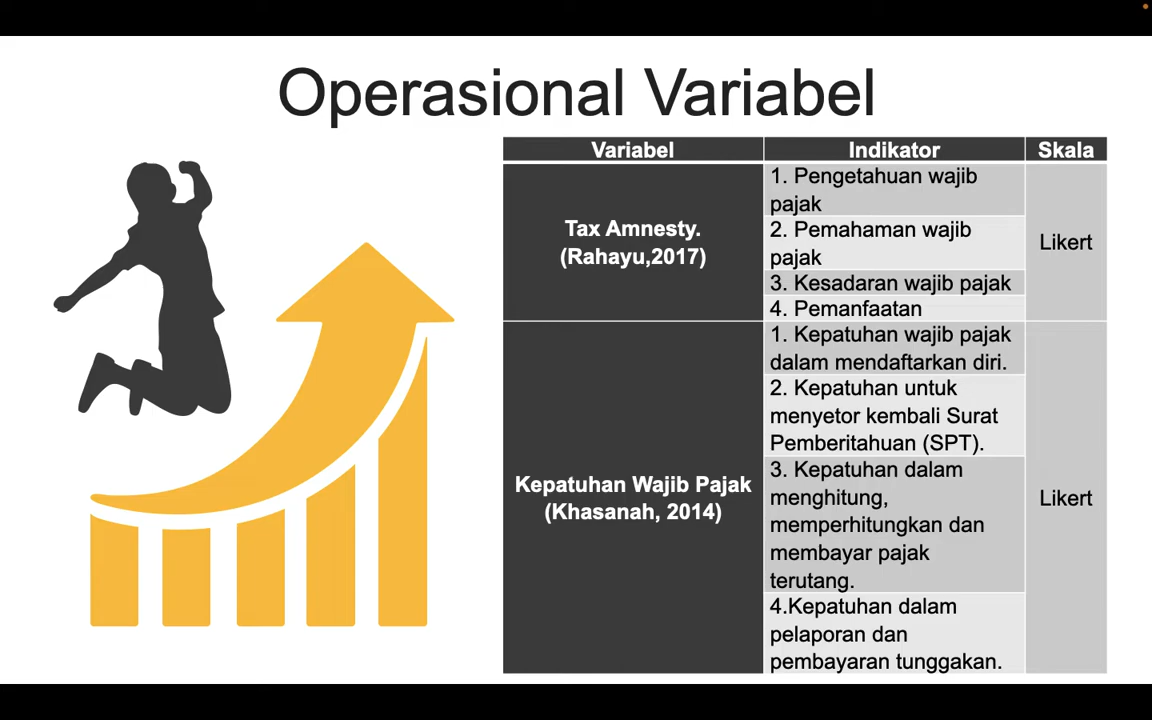 Operasional Variabel
Variabel
Indikator
Skala
Tax Amnesty.
(Rahayu,2017)
1. Pengetahuan wajib
pajak
2. Pemahaman wajib
pajak
3. Kesadaran wajib pajak
4. Pemanfaatan
Likert
Kepatuhan Wajib Pajak
(Khasanah, 2014)
1. Kepatuhan wajib pajak
dalam mendaftarkan diri.
2. Kepatuhan untuk
menyetor kembali Surat
Pemberitahuan (SPT).
3. Kepatuhan dalam
menghitung,
memperhitungkan dan
membayar pajak
terutang.
4.Kepatuhan dalam
pelaporan dan
pembayaran tunggakan.
Likert